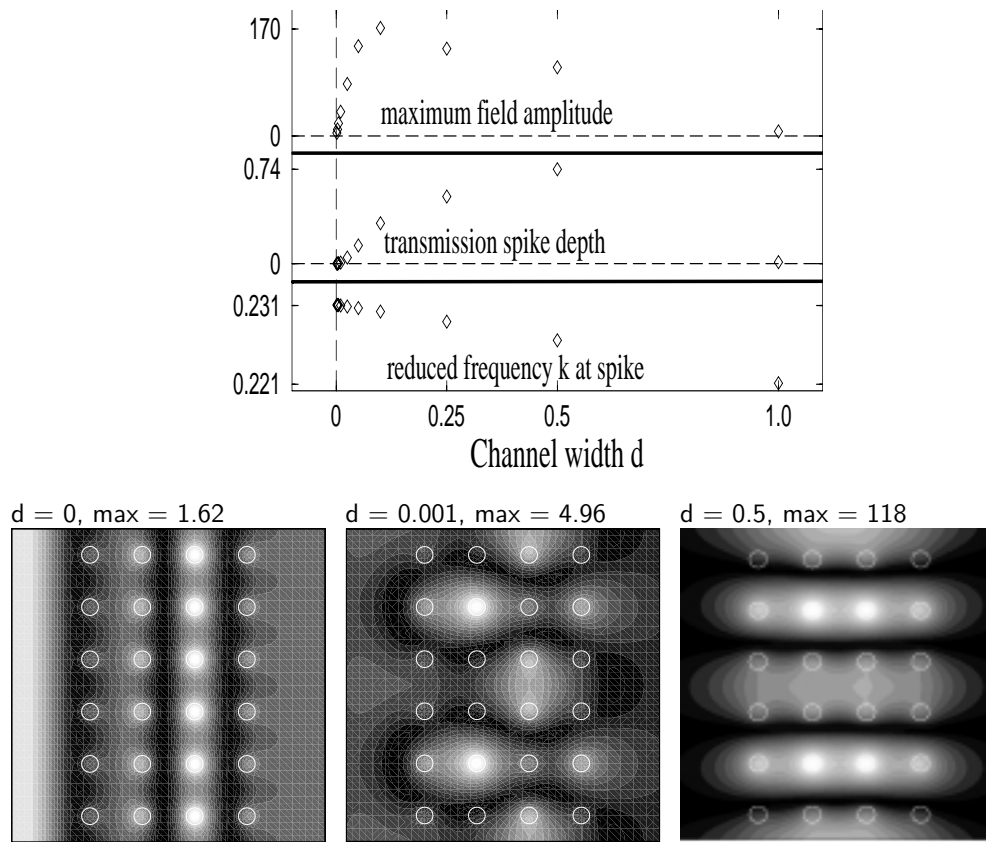 170
maximum field amplitude
0
0.74
transmission spike depth
0
0.231
reduced frequency k at spike
0.221
0 0.25 0.5 1.0
Channel width d
d = 0, max = 1.62
d = 0.001, max = 4.96
d = 0.5, max = 118